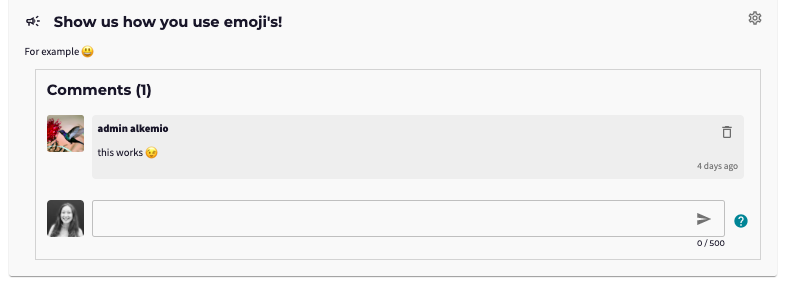 Show us how you use emoji's!
For example 😃
Comments (1)
admin alkemio
this works 😉
4 days ago
0 / 500
?